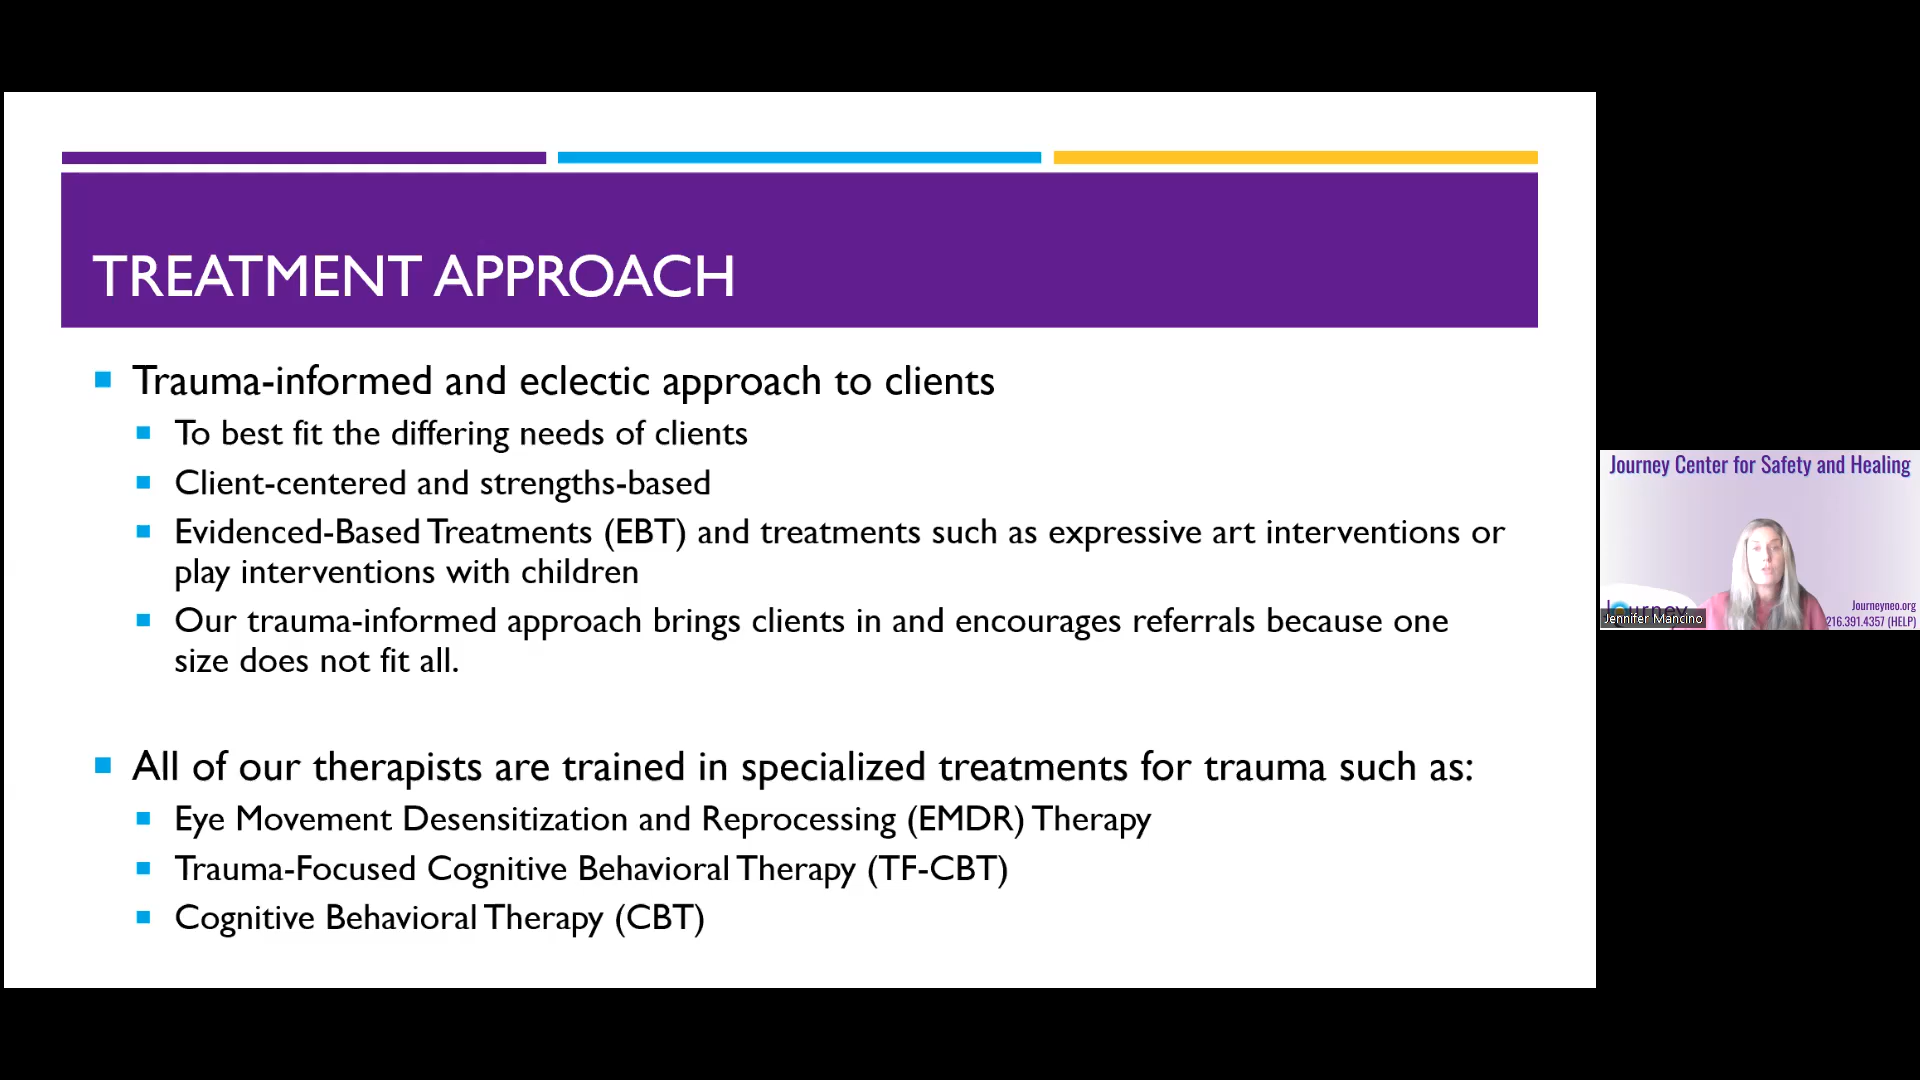 TREATMENT APPROACH
Trauma-informed and eclectic approach to clients
To best fit the differing needs of clients
Client-centered and strengths-based
Evidenced-Based Treatments (EBT) and treatments such as expressive art interventions or
play interventions with children
Our trauma-informed approach brings clients in and encourages referrals because one
size does not fit all.
All of our therapists are trained in specialized treatments for trauma such as:
Eye Movement Desensitization and Reprocessing (EMDR) Therapy
Trauma-Focused Cognitive Behavioral Therapy (TF-CBT)
Cognitive Behavioral Therapy (CBT)
Journey Center for Safety and Healing
Journey
Jennifer Mancino
Journeyneo.org
216.391.4357 (HELP)